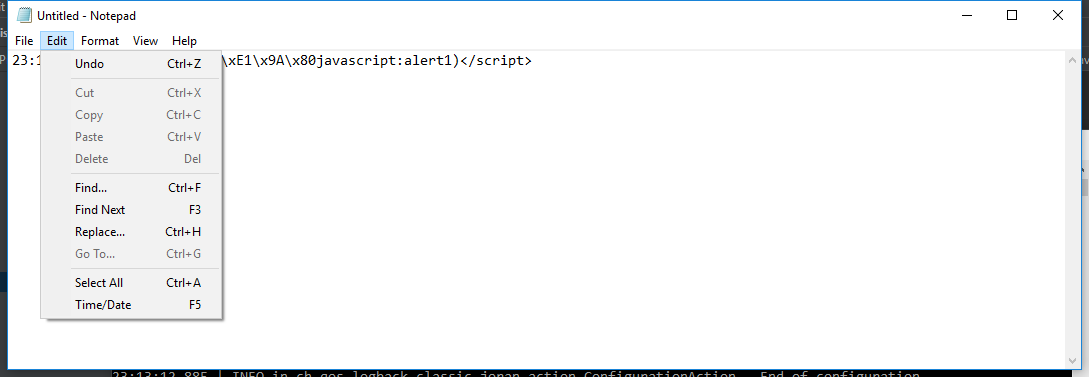 Untitled - Notepad
File Edit Format View Help
23:1 \xE1\x9A\x80javascript:alert1)</script>
Undo Ctrl+Z
Cut Ctrl+X
Copy Ctrl+C
Paste Ctrl+V
Delete Del
Find... Ctrl+F
Find Next F3
Replace... Ctrl+H
Go To... Ctrl+G
Select All Ctrl+A
Time/Date F5
23:13:12,885 | INFO in ch.qos.logback.classic.joran.action.ConfigurationAction - End of configuration